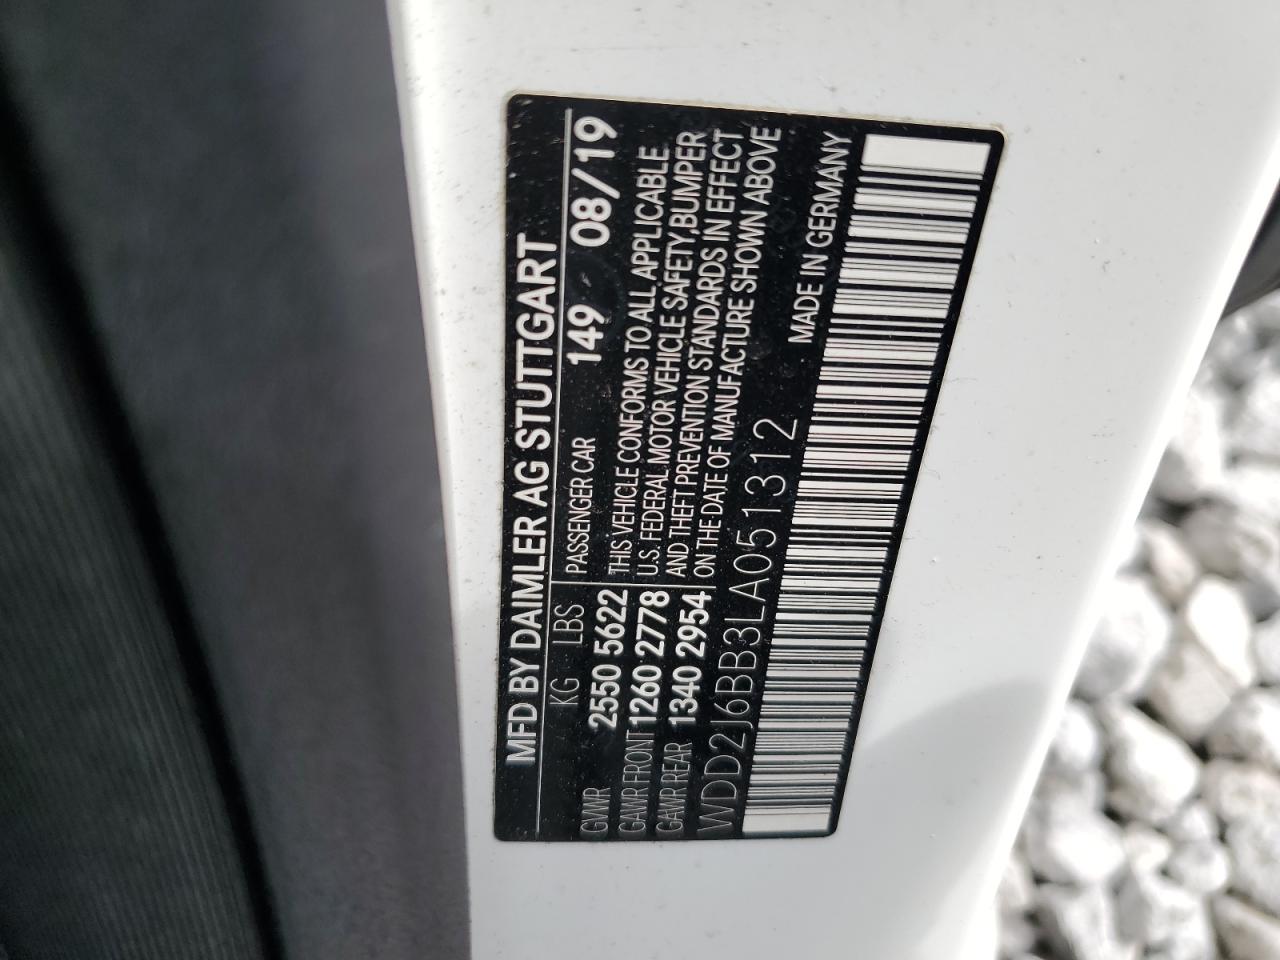 MFD BY DAIMLER AG STUTTGART
KG LBS PASSENGER CAR 149 08/19
GVWR 2550 5622 THIS VEHICLE CONFORMS TO ALL APPLICABLE
GAWR FRONT 1260 2778 U.S. FEDERAL MOTOR VEHICLE SAFETY,BUMPER
GAWR REAR 1340 2954 AND THEFT PREVENTION STANDARDS IN EFFECT
ON THE DATE OF MANUFACTURE SHOWN ABOVE
WDD2J6BB3LA051312
MADE IN GERMANY